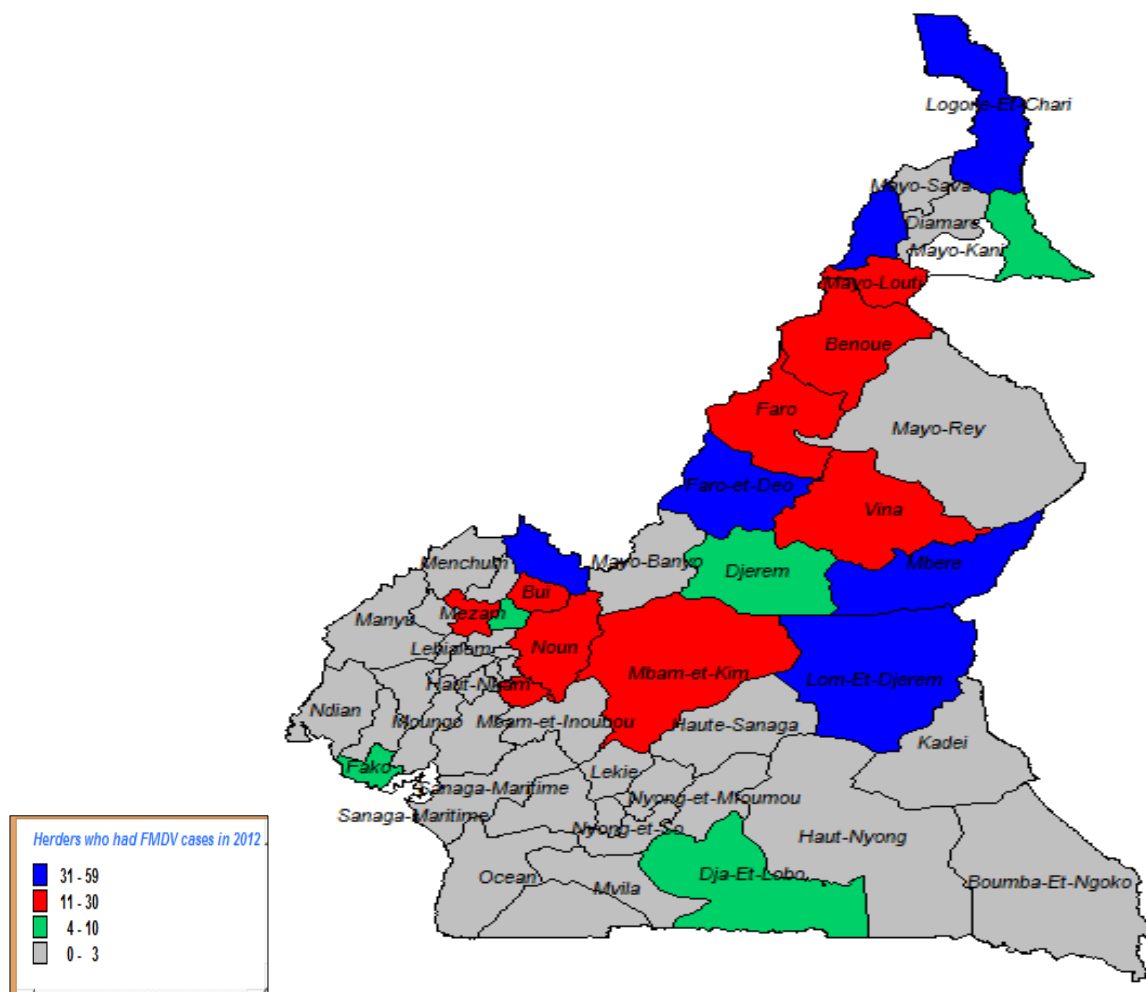 Logone-Et-Chari
Mayo-Sava
Diamare
Mayo-Kani
Mayo-Louti
Benoue
Faro
Mayo-Rey
Faro-et-Deo
Vina
Mayo-Banyo
Djerem
Mbere
Menchum
Bui
Mezam
Manyu
Lebialem
Noun
Mbam-et-Kim
Lom-Et-Djerem
Haut-Nkam
Ndian
Moungo
Mbam-et-Inoubou
Haute-Sanaga
Kadei
Fako
Lekie
Sanaga-Maritime
Nyong-et-Mfoumou
Sanaga-Maritime
Nyong-et-So
Haut-Nyong
Ocean
Mvila
Dja-Et-Lobo
Boumba-Et-Ngoko
Herders who had FMDV cases in 2012.
31 - 59
11 - 30
4 - 10
0 - 3